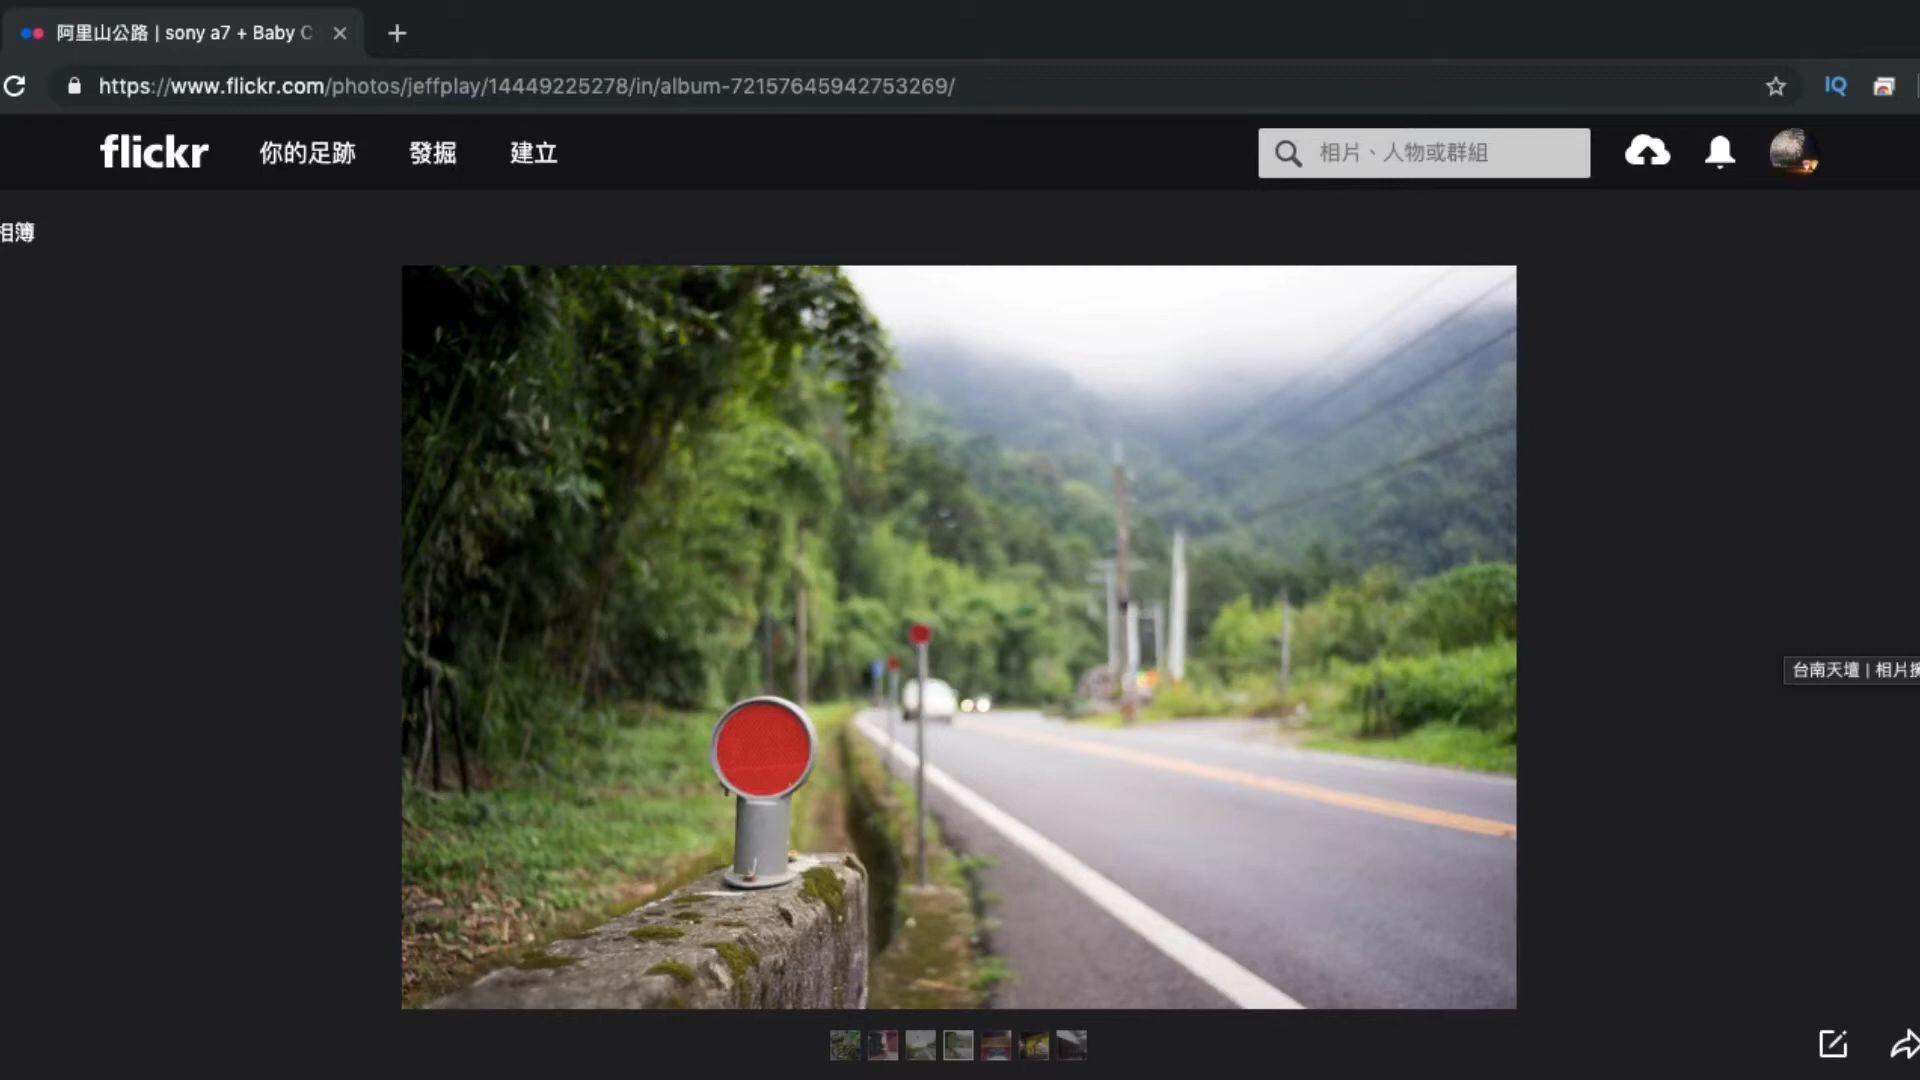 阿里山公路 | sony a7 + Baby C
https://www.flickr.com/photos/jeffplay/14449225278/in/album-72157645942753269/
IQ
flickr 你的足跡 發掘 建立 相片、人物或群組
相簿
台南天壇 | 相片擴